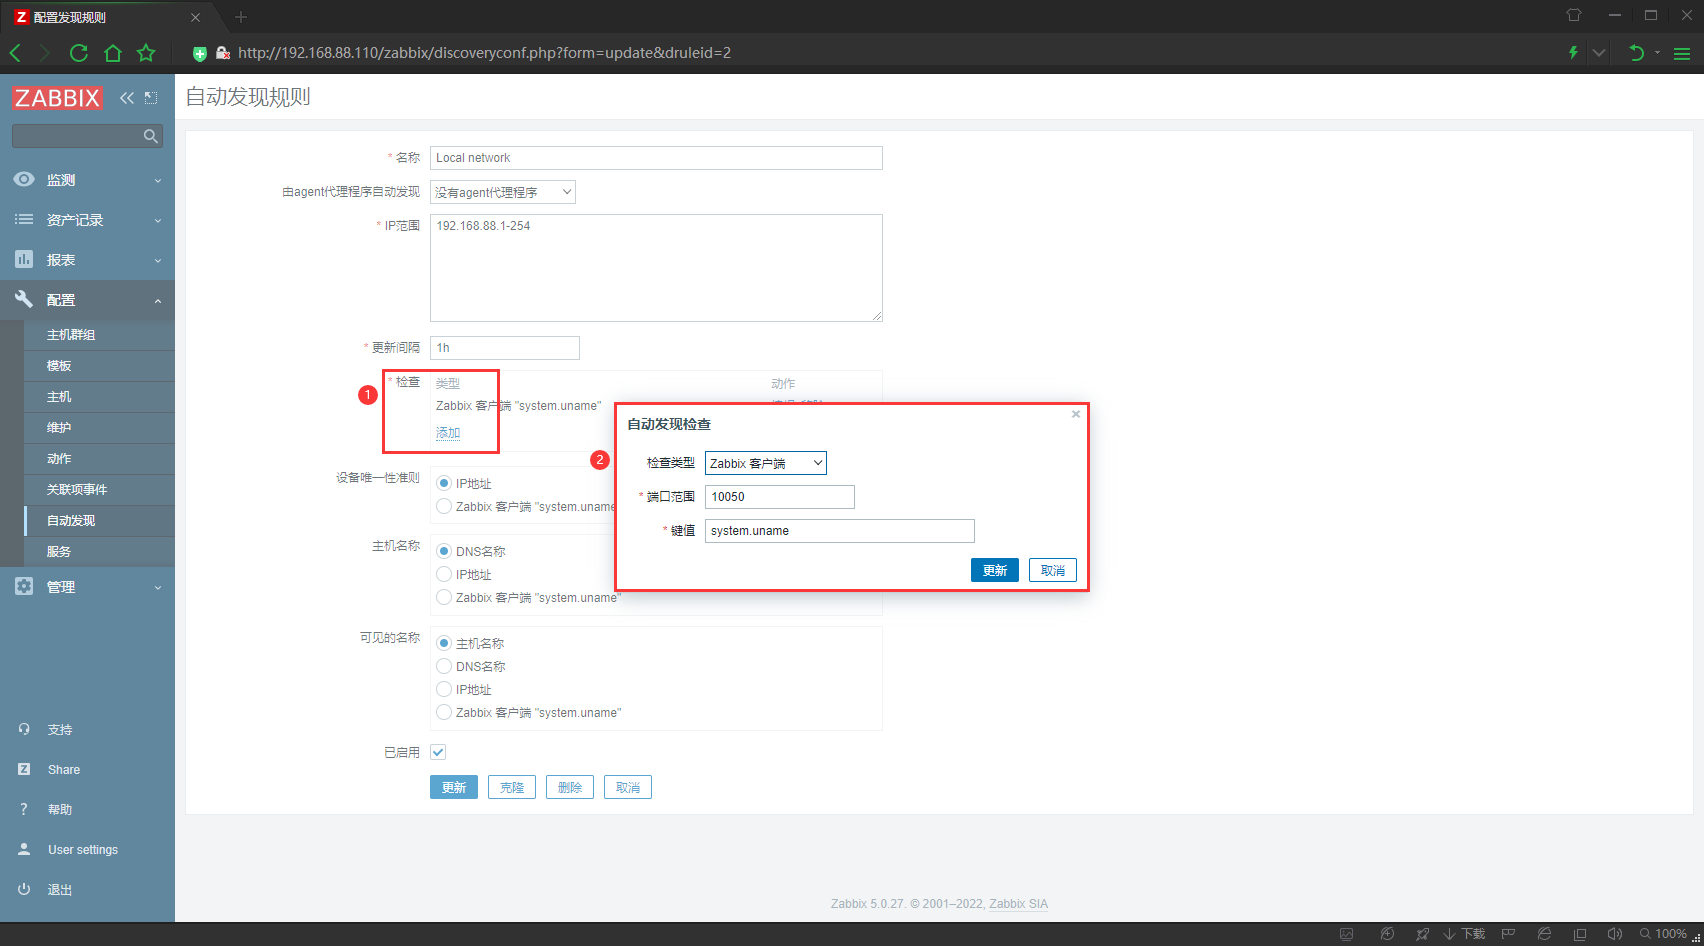 配置发现规则
http://192.168.88.110/zabbix/discoveryconf.php?form=update&druleid=2
ZABBIX
监测
资产记录
报表
配置
主机群组
模板
主机
维护
动作
关联项事件
自动发现
服务
管理
支持
Share
帮助
User settings
退出
自动发现规则
* 名称 Local network
由agent代理程序自动发现 没有agent代理程序
* IP范围 192.168.88.1-254
* 更新间隔 1h
1
* 检查 类型 动作
Zabbix 客户端 "system.uname"
添加
设备唯一性准则 IP地址
Zabbix 客户端 "system.uname
主机名称 DNS名称
IP地址
Zabbix 客户端 "system.uname"
可见的名称 主机名称
DNS名称
IP地址
Zabbix 客户端 "system.uname"
已启用
更新 克隆 删除 取消
2
自动发现检查
检查类型 Zabbix 客户端
* 端口范围 10050
* 键值 system.uname
更新 取消
Zabbix 5.0.27. © 2001–2022, Zabbix SIA
下载 100%